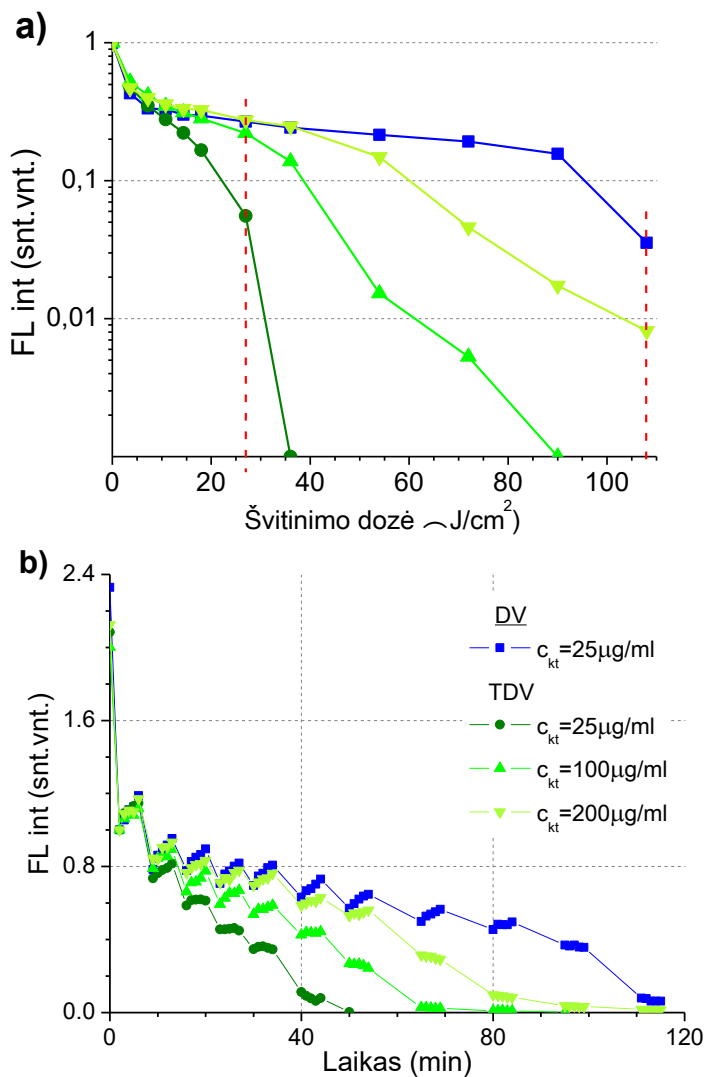 a)
1
0.1
0,01
FL int (snt.vnt.)
0
20
40
60
80
100
Švitinimo dozė ⌒J/cm²)
b)
2.4
1.6
0.8
0.0
FL int (snt.vnt.)
DV
c_kt=25μg/ml
TDV
c_kt=25μg/ml
c_kt=100μg/ml
c_kt=200μg/ml
0
40
80
120
Laikas (min)